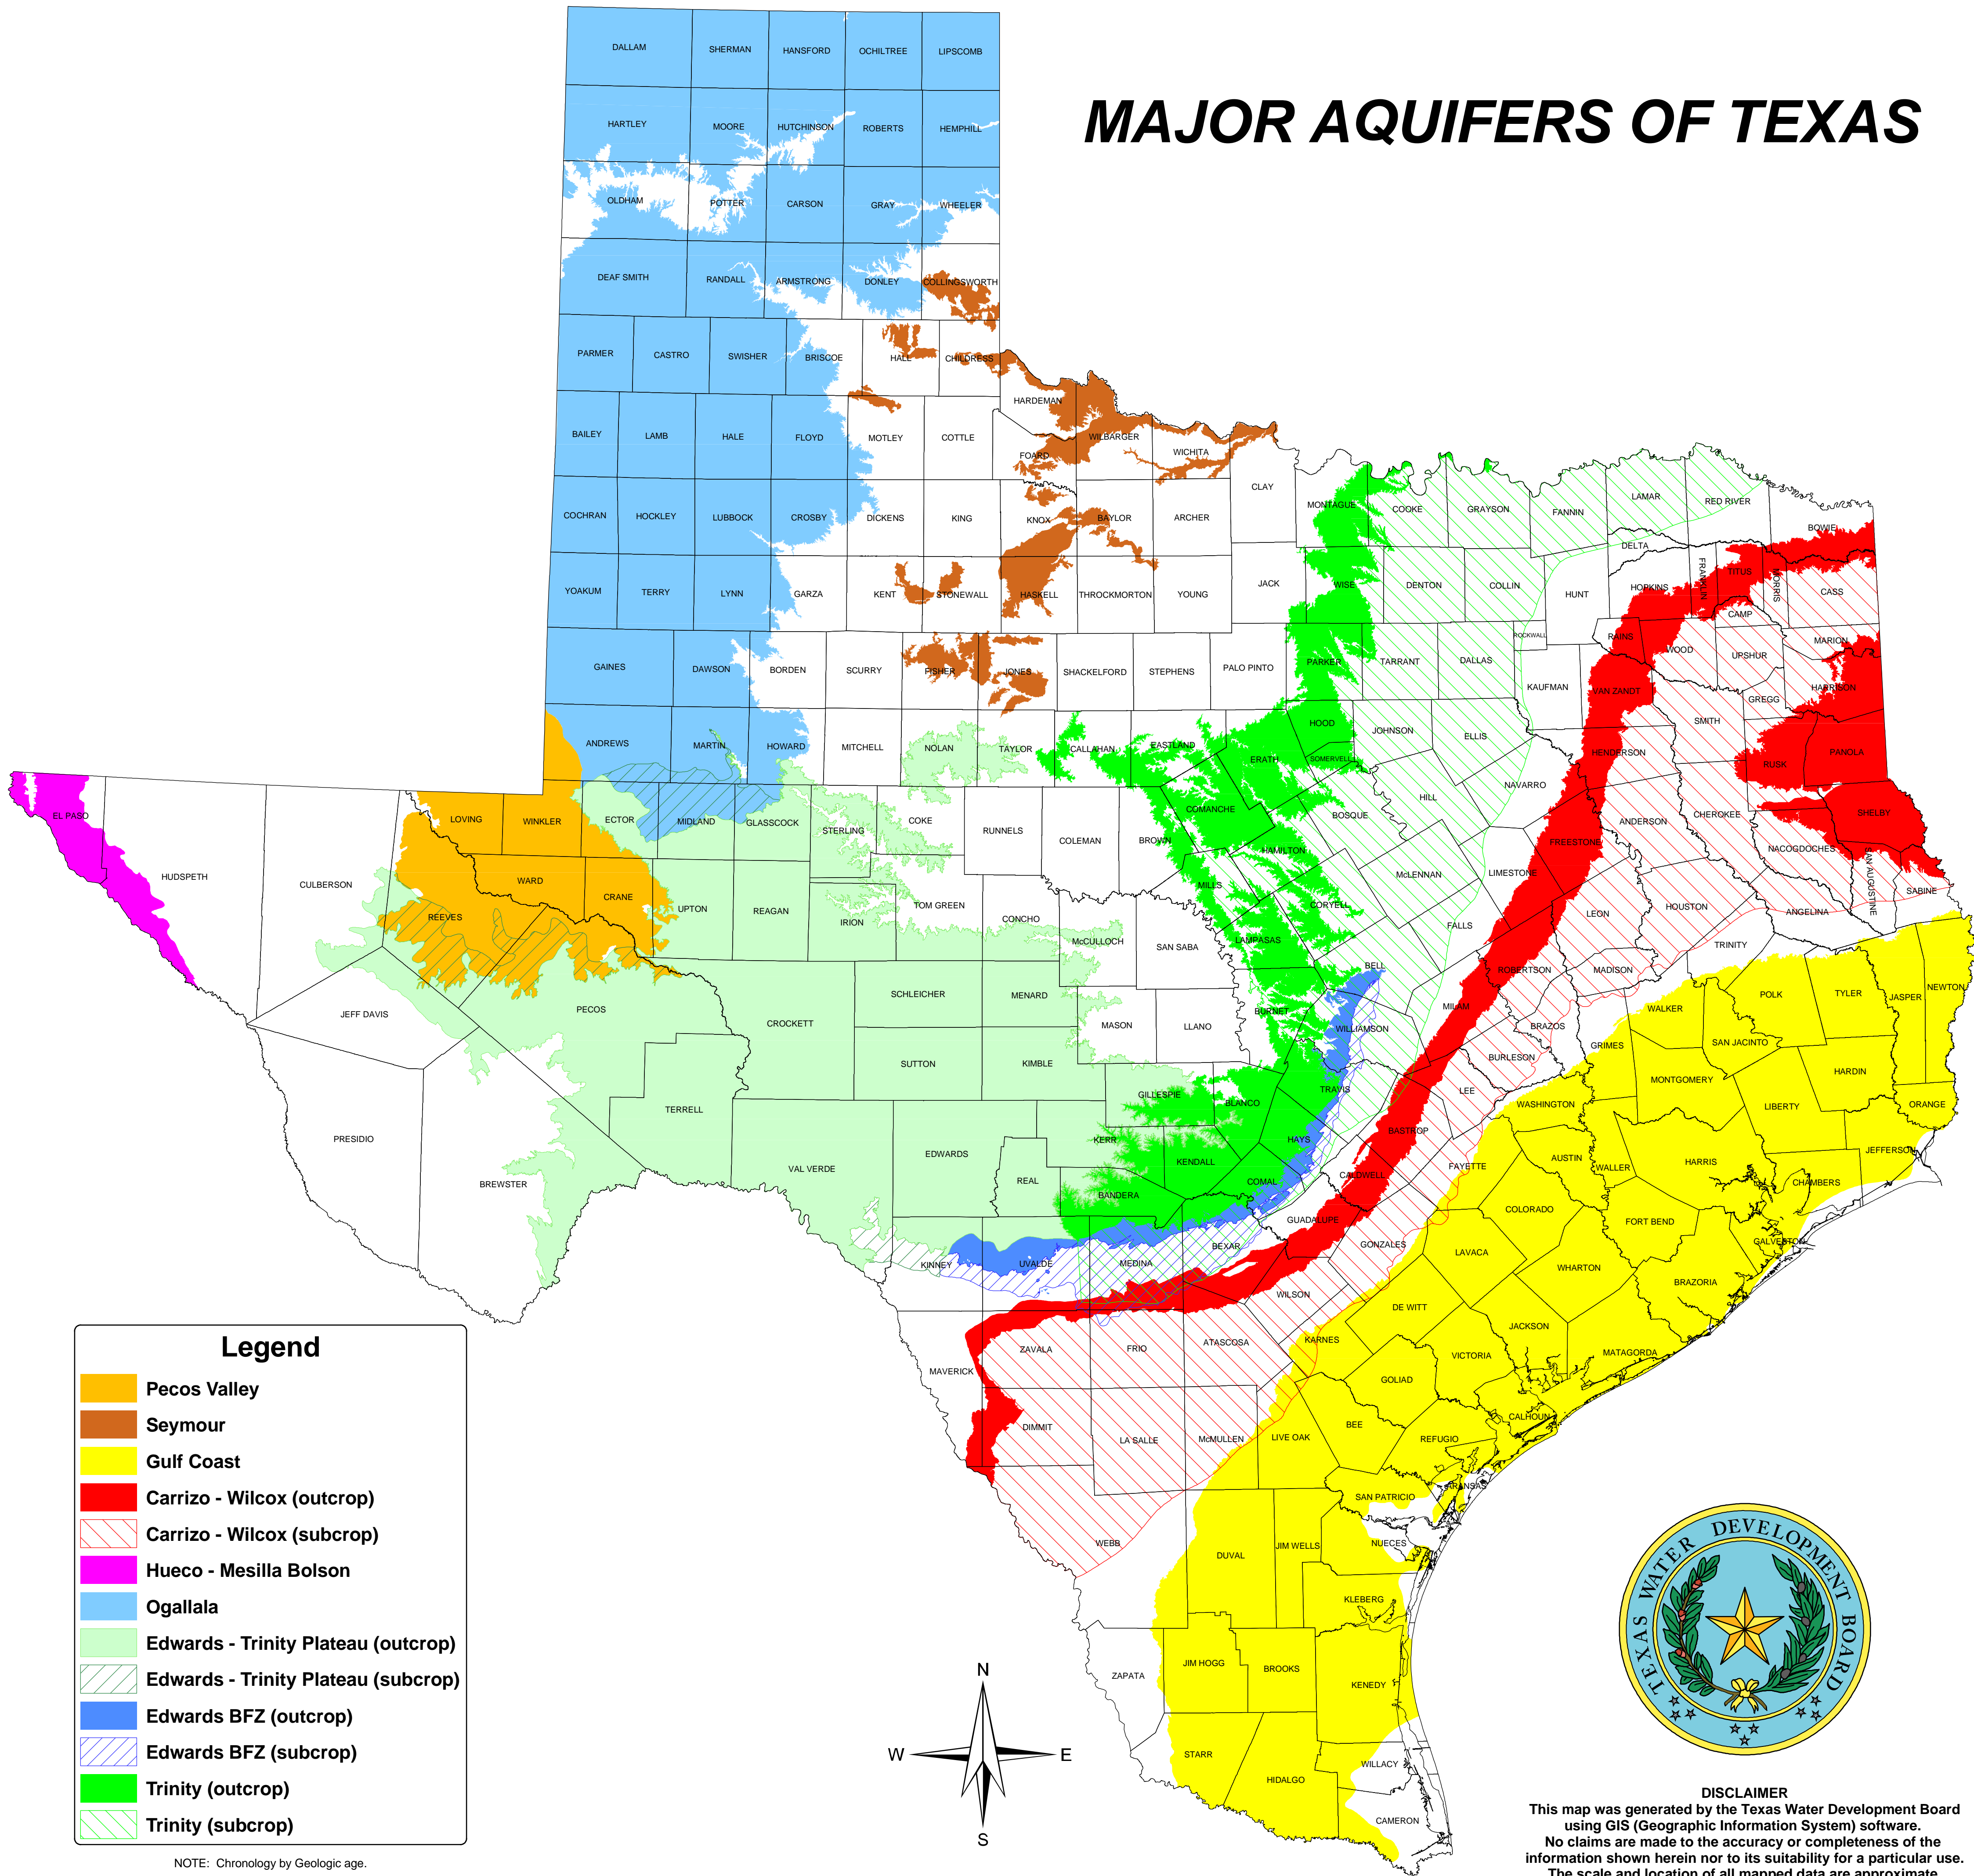 MAJOR AQUIFERS OF TEXAS
DALLAM SHERMAN HANSFORD OCHILTREE LIPSCOMB
HARTLEY MOORE HUTCHINSON ROBERTS HEMPHILL
OLDHAM POTTER CARSON GRAY WHEELER
DEAF SMITH RANDALL ARMSTRONG DONLEY COLLINGSWORTH
PARMER CASTRO SWISHER BRISCOE HALL CHILDRESS
HARDEMAN
BAILEY LAMB HALE FLOYD MOTLEY COTTLE FOARD WILBARGER WICHITA
CLAY MONTAGUE COOKE GRAYSON FANNIN LAMAR RED RIVER
COCHRAN HOCKLEY LUBBOCK CROSBY DICKENS KING KNOX BAYLOR ARCHER
BOWIE
DELTA
YOAKUM TERRY LYNN GARZA KENT STONEWALL HASKELL THROCKMORTON YOUNG JACK WISE DENTON COLLIN HUNT HOPKINS FRANKLIN TITUS MORRIS CASS
CAMP
ROCKWALL RAINS WOOD UPSHUR MARION
GAINES DAWSON BORDEN SCURRY FISHER JONES SHACKELFORD STEPHENS PALO PINTO PARKER TARRANT DALLAS KAUFMAN VAN ZANDT GREGG HARRISON
SMITH
ANDREWS MARTIN HOWARD MITCHELL NOLAN TAYLOR CALLAHAN EASTLAND HOOD JOHNSON ELLIS HENDERSON RUSK PANOLA
ERATH SOMERVELL
NAVARRO
EL PASO LOVING WINKLER ECTOR MIDLAND GLASSCOCK STERLING COKE RUNNELS COLEMAN BROWN COMANCHE BOSQUE HILL ANDERSON CHEROKEE SHELBY
FREESTONE NACOGDOCHES
HUDSPETH CULBERSON WARD CRANE HAMILTON MILLS McLENNAN LIMESTONE SAN AUGUSTINE SABINE
REEVES UPTON REAGAN IRION TOM GREEN CONCHO CORYELL LEON HOUSTON ANGELINA
McCULLOCH SAN SABA LAMPASAS FALLS TRINITY
BELL ROBERTSON MADISON
JEFF DAVIS PECOS CROCKETT SCHLEICHER MENARD MASON LLANO BURNET WILLIAMSON MILAM BRAZOS WALKER POLK TYLER JASPER NEWTON
SUTTON KIMBLE BURLESON GRIMES SAN JACINTO
MONTGOMERY HARDIN
TERRELL GILLESPIE BLANCO TRAVIS LEE WASHINGTON LIBERTY ORANGE
PRESIDIO VAL VERDE EDWARDS KERR HAYS BASTROP JEFFERSON
BREWSTER REAL KENDALL CALDWELL FAYETTE AUSTIN WALLER HARRIS CHAMBERS
BANDERA COMAL
GUADALUPE COLORADO FORT BEND
KINNEY UVALDE MEDINA BEXAR GONZALES LAVACA GALVESTON
WHARTON BRAZORIA
WILSON DE WITT
MAVERICK ZAVALA FRIO ATASCOSA KARNES JACKSON
VICTORIA MATAGORDA
GOLIAD
DIMMIT LA SALLE McMULLEN LIVE OAK BEE CALHOUN
REFUGIO
SAN PATRICIO ARANSAS
WEBB DUVAL JIM WELLS NUECES
KLEBERG
ZAPATA JIM HOGG BROOKS KENEDY
STARR HIDALGO WILLACY
CAMERON
Legend
Pecos Valley
Seymour
Gulf Coast
Carrizo - Wilcox (outcrop)
Carrizo - Wilcox (subcrop)
Hueco - Mesilla Bolson
Ogallala
Edwards - Trinity Plateau (outcrop)
Edwards - Trinity Plateau (subcrop)
Edwards BFZ (outcrop)
Edwards BFZ (subcrop)
Trinity (outcrop)
Trinity (subcrop)
NOTE: Chronology by Geologic age.
N
W E
S
TEXAS WATER DEVELOPMENT BOARD
DISCLAIMER
This map was generated by the Texas Water Development Board
using GIS (Geographic Information System) software.
No claims are made to the accuracy or completeness of the
information shown herein nor to its suitability for a particular use.
The scale and location of all mapped data are approximate